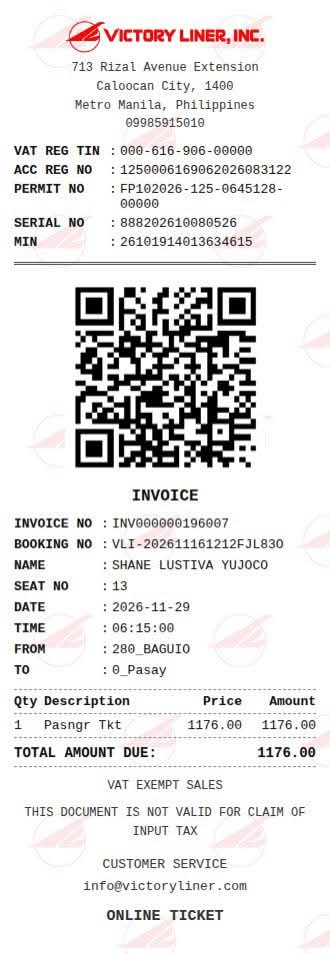 VICTORY LINER, INC.
713 Rizal Avenue Extension
Caloocan City, 1400
Metro Manila, Philippines
09985915010
VAT REG TIN : 000-616-906-00000
ACC REG NO : 1250006169062026083122
PERMIT NO : FP102026-125-0645128-
00000
SERIAL NO : 888202610080526
MIN : 26101914013634615
INVOICE
INVOICE NO : INV000000196007
BOOKING NO : VLI-202611161212FJL83O
NAME : SHANE LUSTIVA YUJOCO
SEAT NO : 13
DATE : 2026-11-29
TIME : 06:15:00
FROM : 280_BAGUIO
TO : 0_Pasay
Qty Description Price Amount
1 Pasngr Tkt 1176.00 1176.00
TOTAL AMOUNT DUE: 1176.00
VAT EXEMPT SALES
THIS DOCUMENT IS NOT VALID FOR CLAIM OF
INPUT TAX
CUSTOMER SERVICE
info@victoryliner.com
ONLINE TICKET